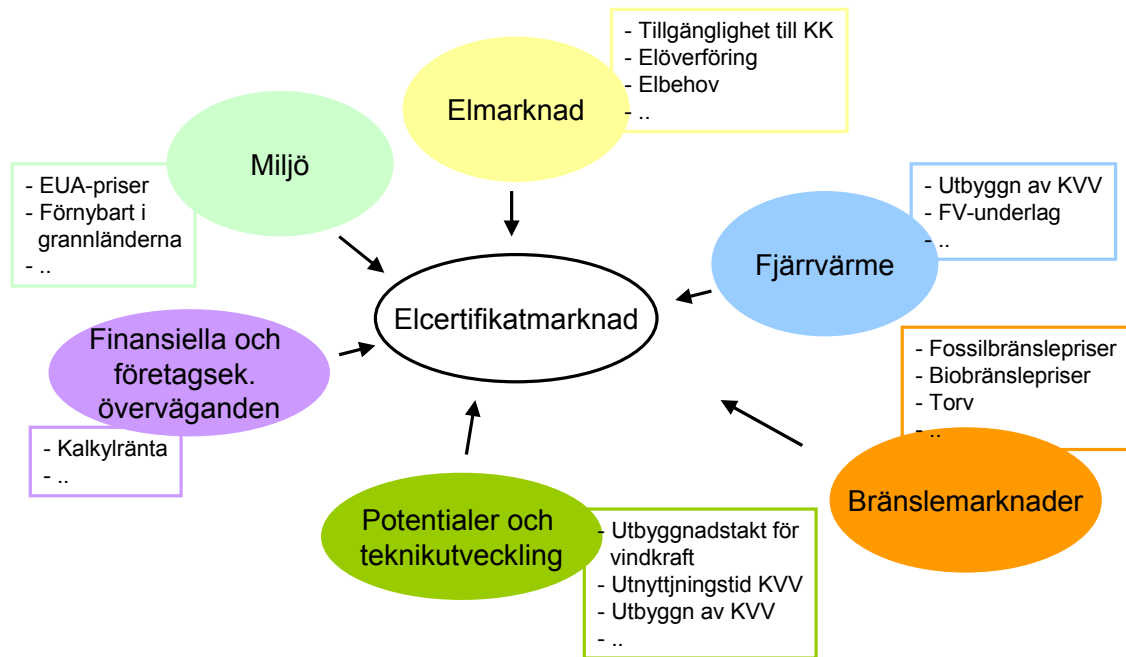 - Tillgänglighet till KK
- Elöverföring
- Elbehov
- ..
Elmarknad
Miljö
- EUA-priser
- Förnybart i
grannländerna
- ..
- Utbyggn av KVV
- FV-underlag
- ..
Fjärrvärme
Elcertifikatmarknad
Finansiella och
företagsek.
överväganden
- Kalkylränta
- ..
- Fossilbränslepriser
- Biobränslepriser
- Torv
- ..
Bränslemarknader
Potentialer och
teknikutveckling
- Utbyggnadstakt för
vindkraft
- Utnyttjningstid KVV
- Utbyggn av KVV
- ..